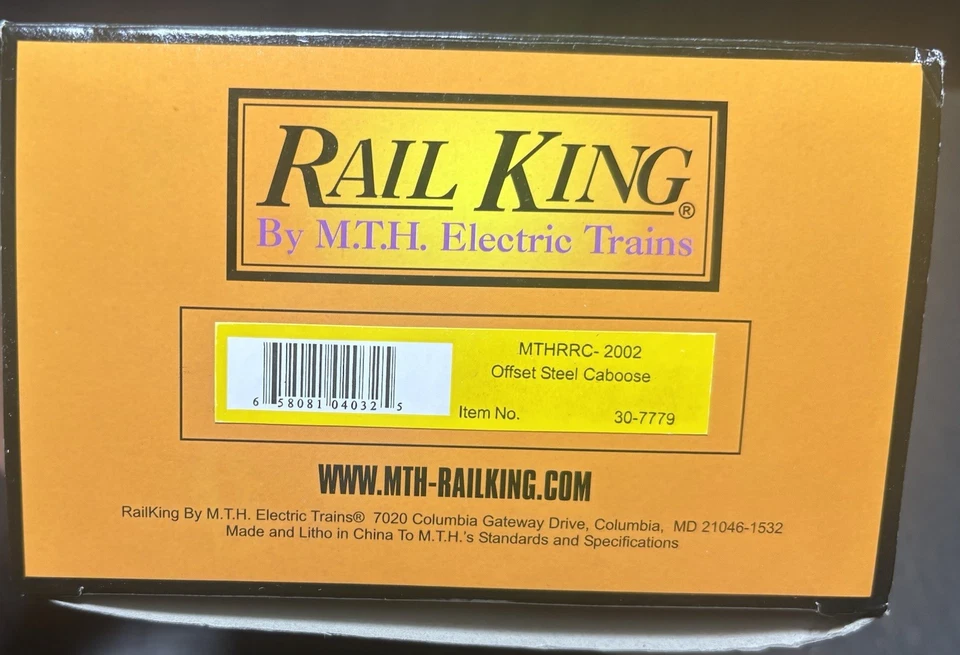 RAIL KING®
By M.T.H. Electric Trains
MTHRRC- 2002
Offset Steel Caboose
6 58081 04032 5
Item No. 30-7779
WWW.MTH-RAILKING.COM
RailKing By M.T.H. Electric Trains® 7020 Columbia Gateway Drive, Columbia, MD 21046-1532
Made and Litho in China To M.T.H.'s Standards and Specifications